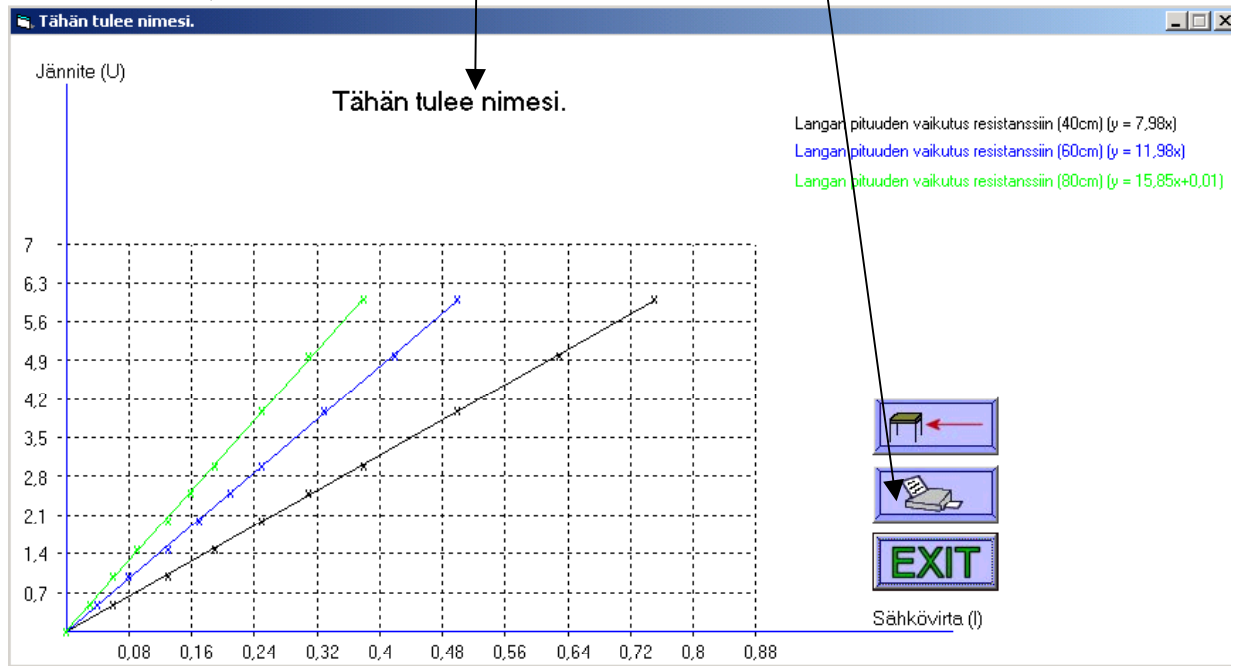 Tähän tulee nimesi.
Jännite (U)
Tähän tulee nimesi.
Langan pituuden vaikutus resistanssiin (40cm) (y = 7,98x)
Langan pituuden vaikutus resistanssiin (60cm) (y = 11,98x)
Langan pituuden vaikutus resistanssiin (80cm) (y = 15,85x+0,01)
7
6,3
5,6
4,9
4,2
3,5
2,8
2,1
1,4
0,7
EXIT
Sähkövirta (I)
0,08 0,16 0,24 0,32 0,4 0,48 0,56 0,64 0,72 0,8 0,88